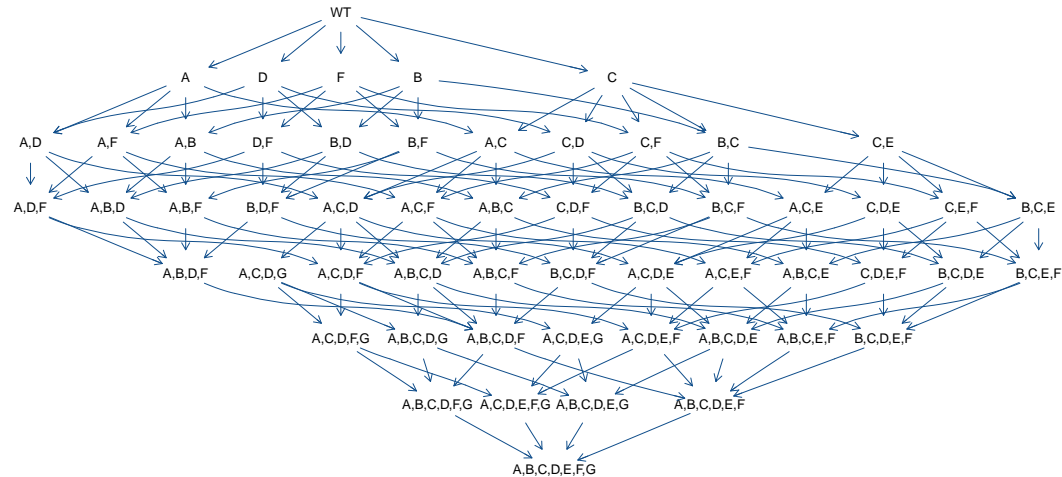 WT
A D F B C
A,D A,F A,B D,F B,D B,F A,C C,D C,F B,C C,E
A,D,F A,B,D A,B,F B,D,F A,C,D A,C,F A,B,C C,D,F B,C,D B,C,F A,C,E C,D,E C,E,F B,C,E
A,B,D,F A,C,D,G A,C,D,F A,B,C,D A,B,C,F B,C,D,F A,C,D,E A,C,E,F A,B,C,E C,D,E,F B,C,D,E B,C,E,F
A,C,D,F,G A,B,C,D,G A,B,C,D,F A,C,D,E,G A,C,D,E,F A,B,C,D,E A,B,C,E,F B,C,D,E,F
A,B,C,D,F,G A,C,D,E,F,G A,B,C,D,E,G A,B,C,D,E,F
A,B,C,D,E,F,G